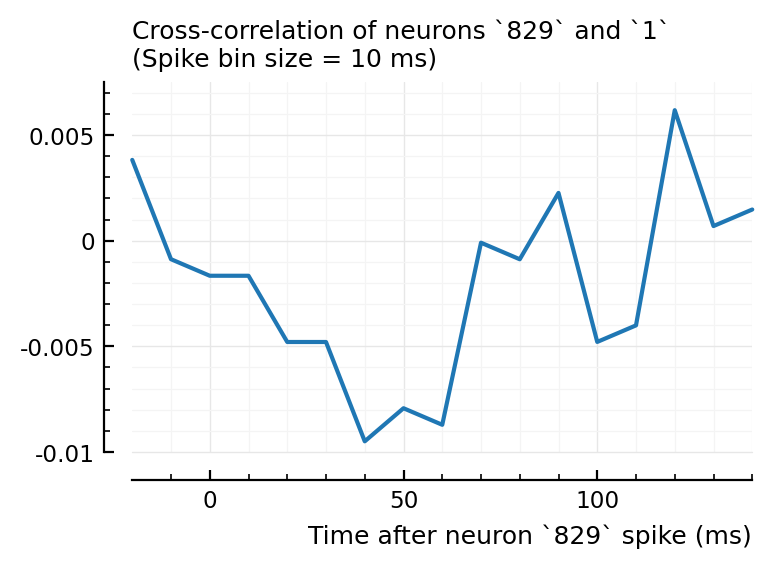 Cross-correlation of neurons `829` and `1`
(Spike bin size = 10 ms)
0.005
0
-0.005
-0.01
0
50
100
Time after neuron `829` spike (ms)